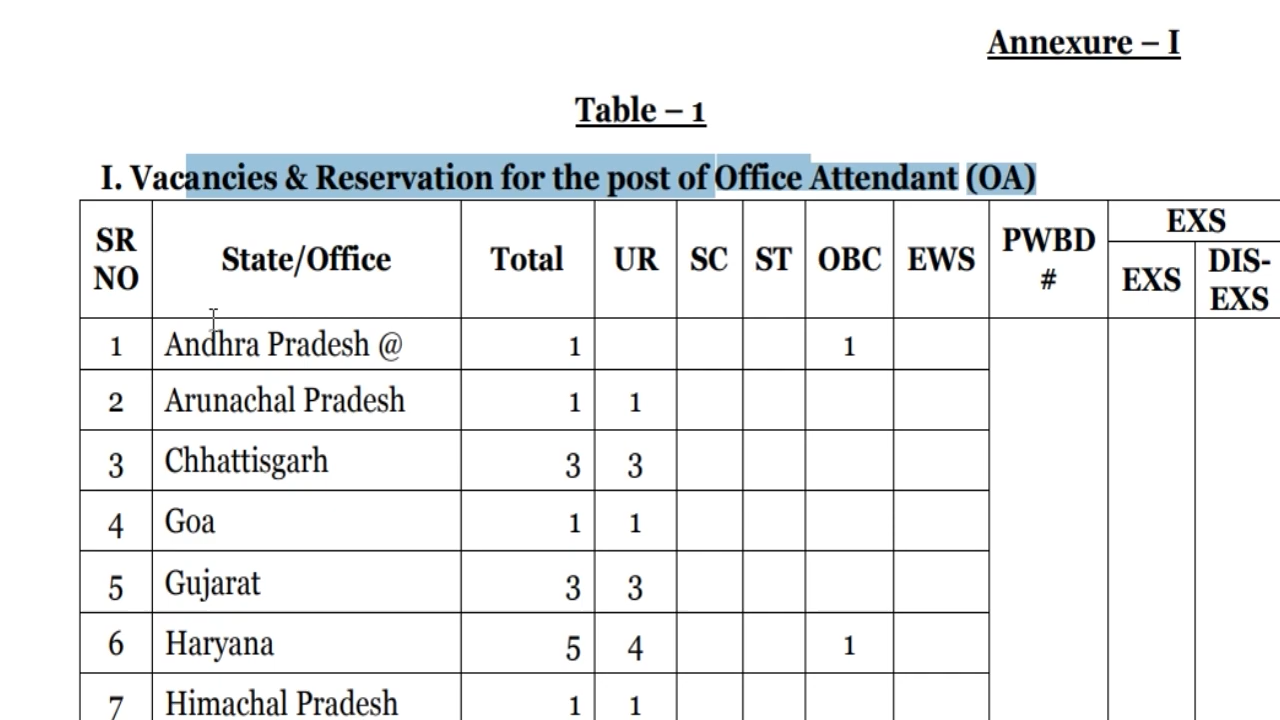 Annexure – I
Table – 1
I. Vacancies & Reservation for the post of Office Attendant (OA)
SR NO State/Office Total UR SC ST OBC EWS PWBD # EXS
EXS DIS-EXS
1 Andhra Pradesh @ 1 1
2 Arunachal Pradesh 1 1
3 Chhattisgarh 3 3
4 Goa 1 1
5 Gujarat 3 3
6 Haryana 5 4 1
7 Himachal Pradesh 1 1